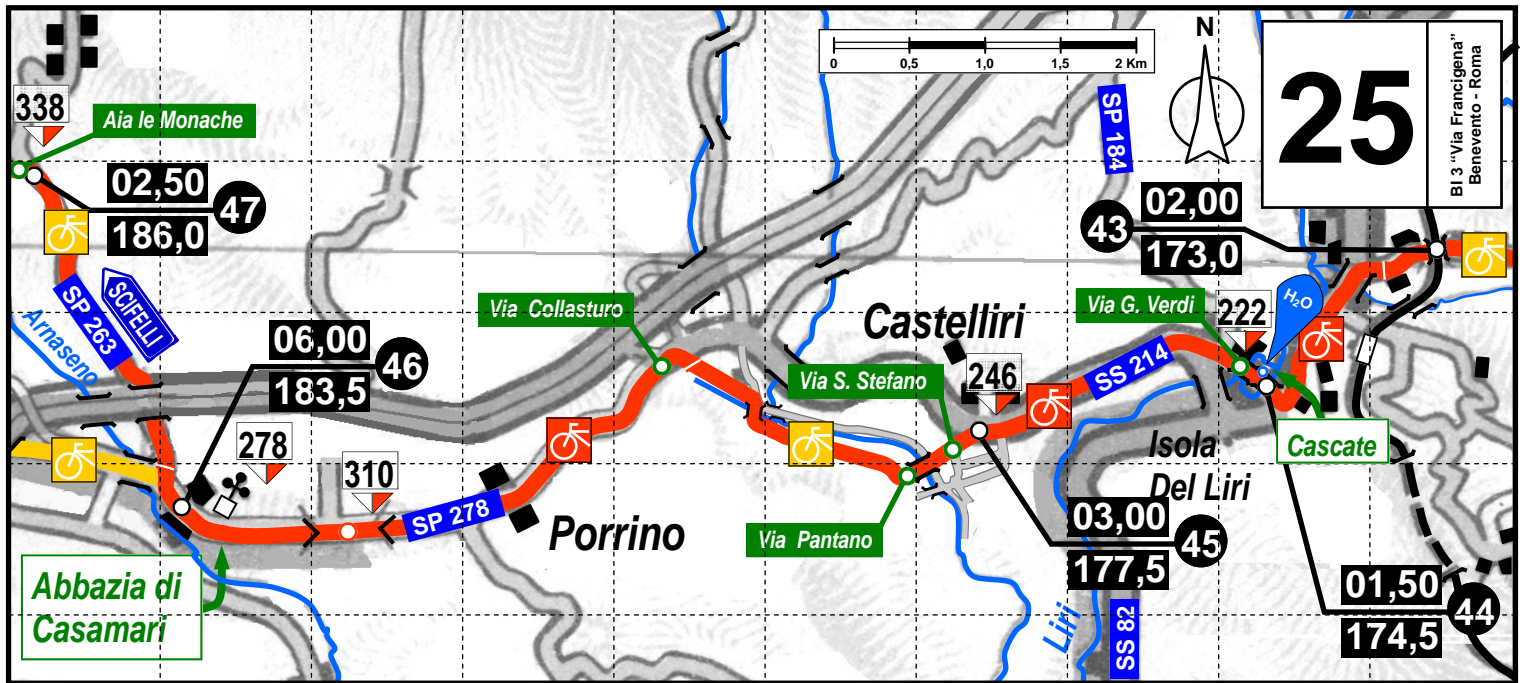 338
Aia le Monache
02,50
186,0
47
SP 263
SCIFELLI
Arnaseno
06,00
183,5
46
278
310
SP 278
Porrino
Abbazia di
Casamari
Via Collasturo
0 0,5 1,0 1,5 2 Km
N
25
BI 3 "Via Francigena"
Benevento - Roma
SP 184
43
02,00
173,0
Castelliri
Via G. Verdi
222
H₂O
Via S. Stefano
246
SS 214
Via Pantano
Isola
Del Liri
Cascate
03,00
177,5
45
01,50
174,5
44
Liri
SS 82